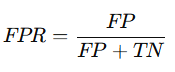 FPR = FP / FP + TN